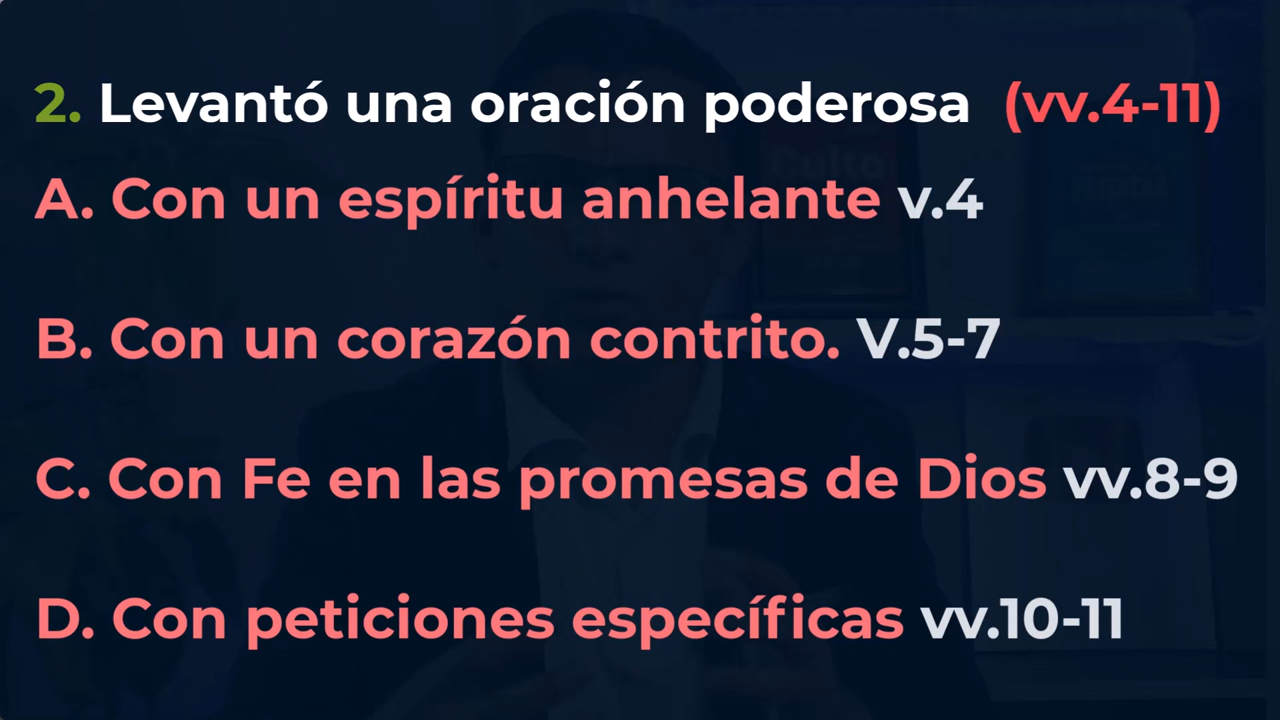 2. Levantó una oración poderosa (vv.4-11)
A. Con un espíritu anhelante v.4
B. Con un corazón contrito. V.5-7
C. Con Fe en las promesas de Dios vv.8-9
D. Con peticiones específicas vv.10-11